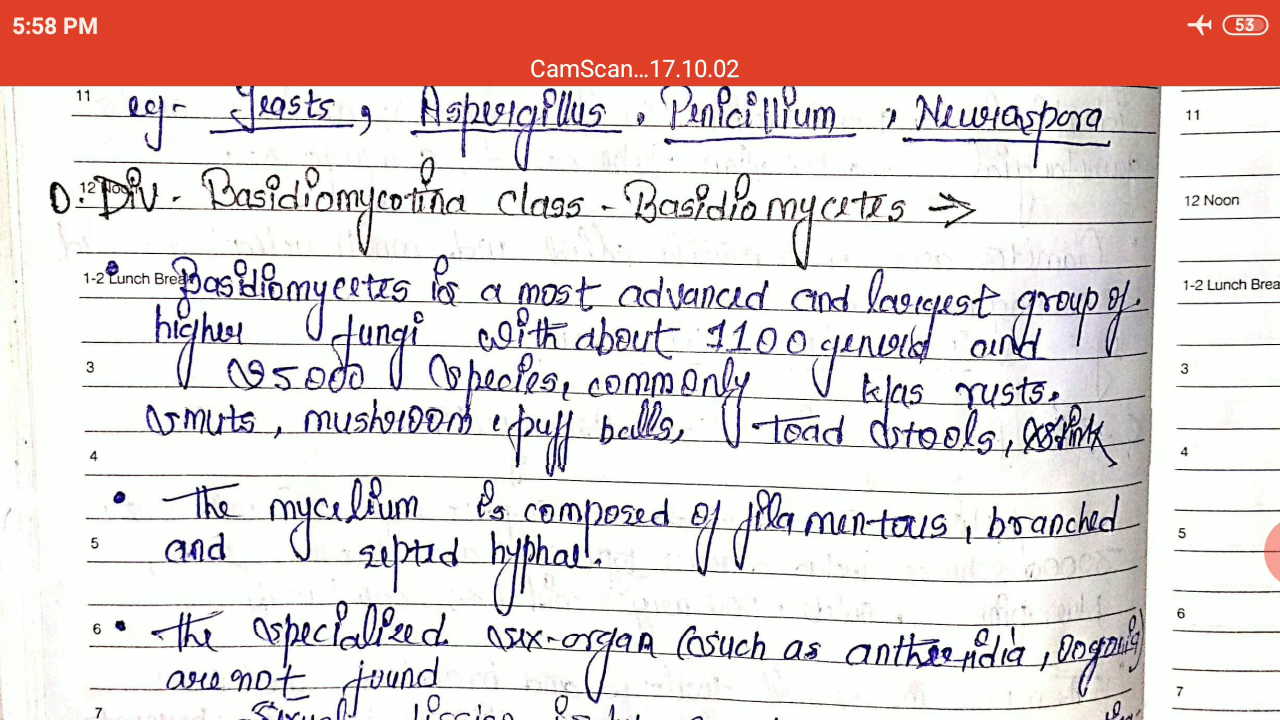 5:58 PM
53
CamScan...17.10.02
11
eg- Yeasts, Aspergillus, Penicillium, Neuraspora
11
12 Noon
D. Div. Basidiomycotina class - Basidiomycetes →
12 Noon
1-2 Lunch Brea
• Basidiomycetes is a most advanced and largest group of
1-2 Lunch Brea
higher fungi with about 1100 generd and
3
25000 species, commonly k/as rusts.
3
smuts, mushroom, puff balls, toad stools,
4
4
• The mycelium is composed of filamentous, branched
5
and septed hyphae.
5
6
• The specialized sex-organ (such as antheridia, oogonia)
6
are not found
7
7